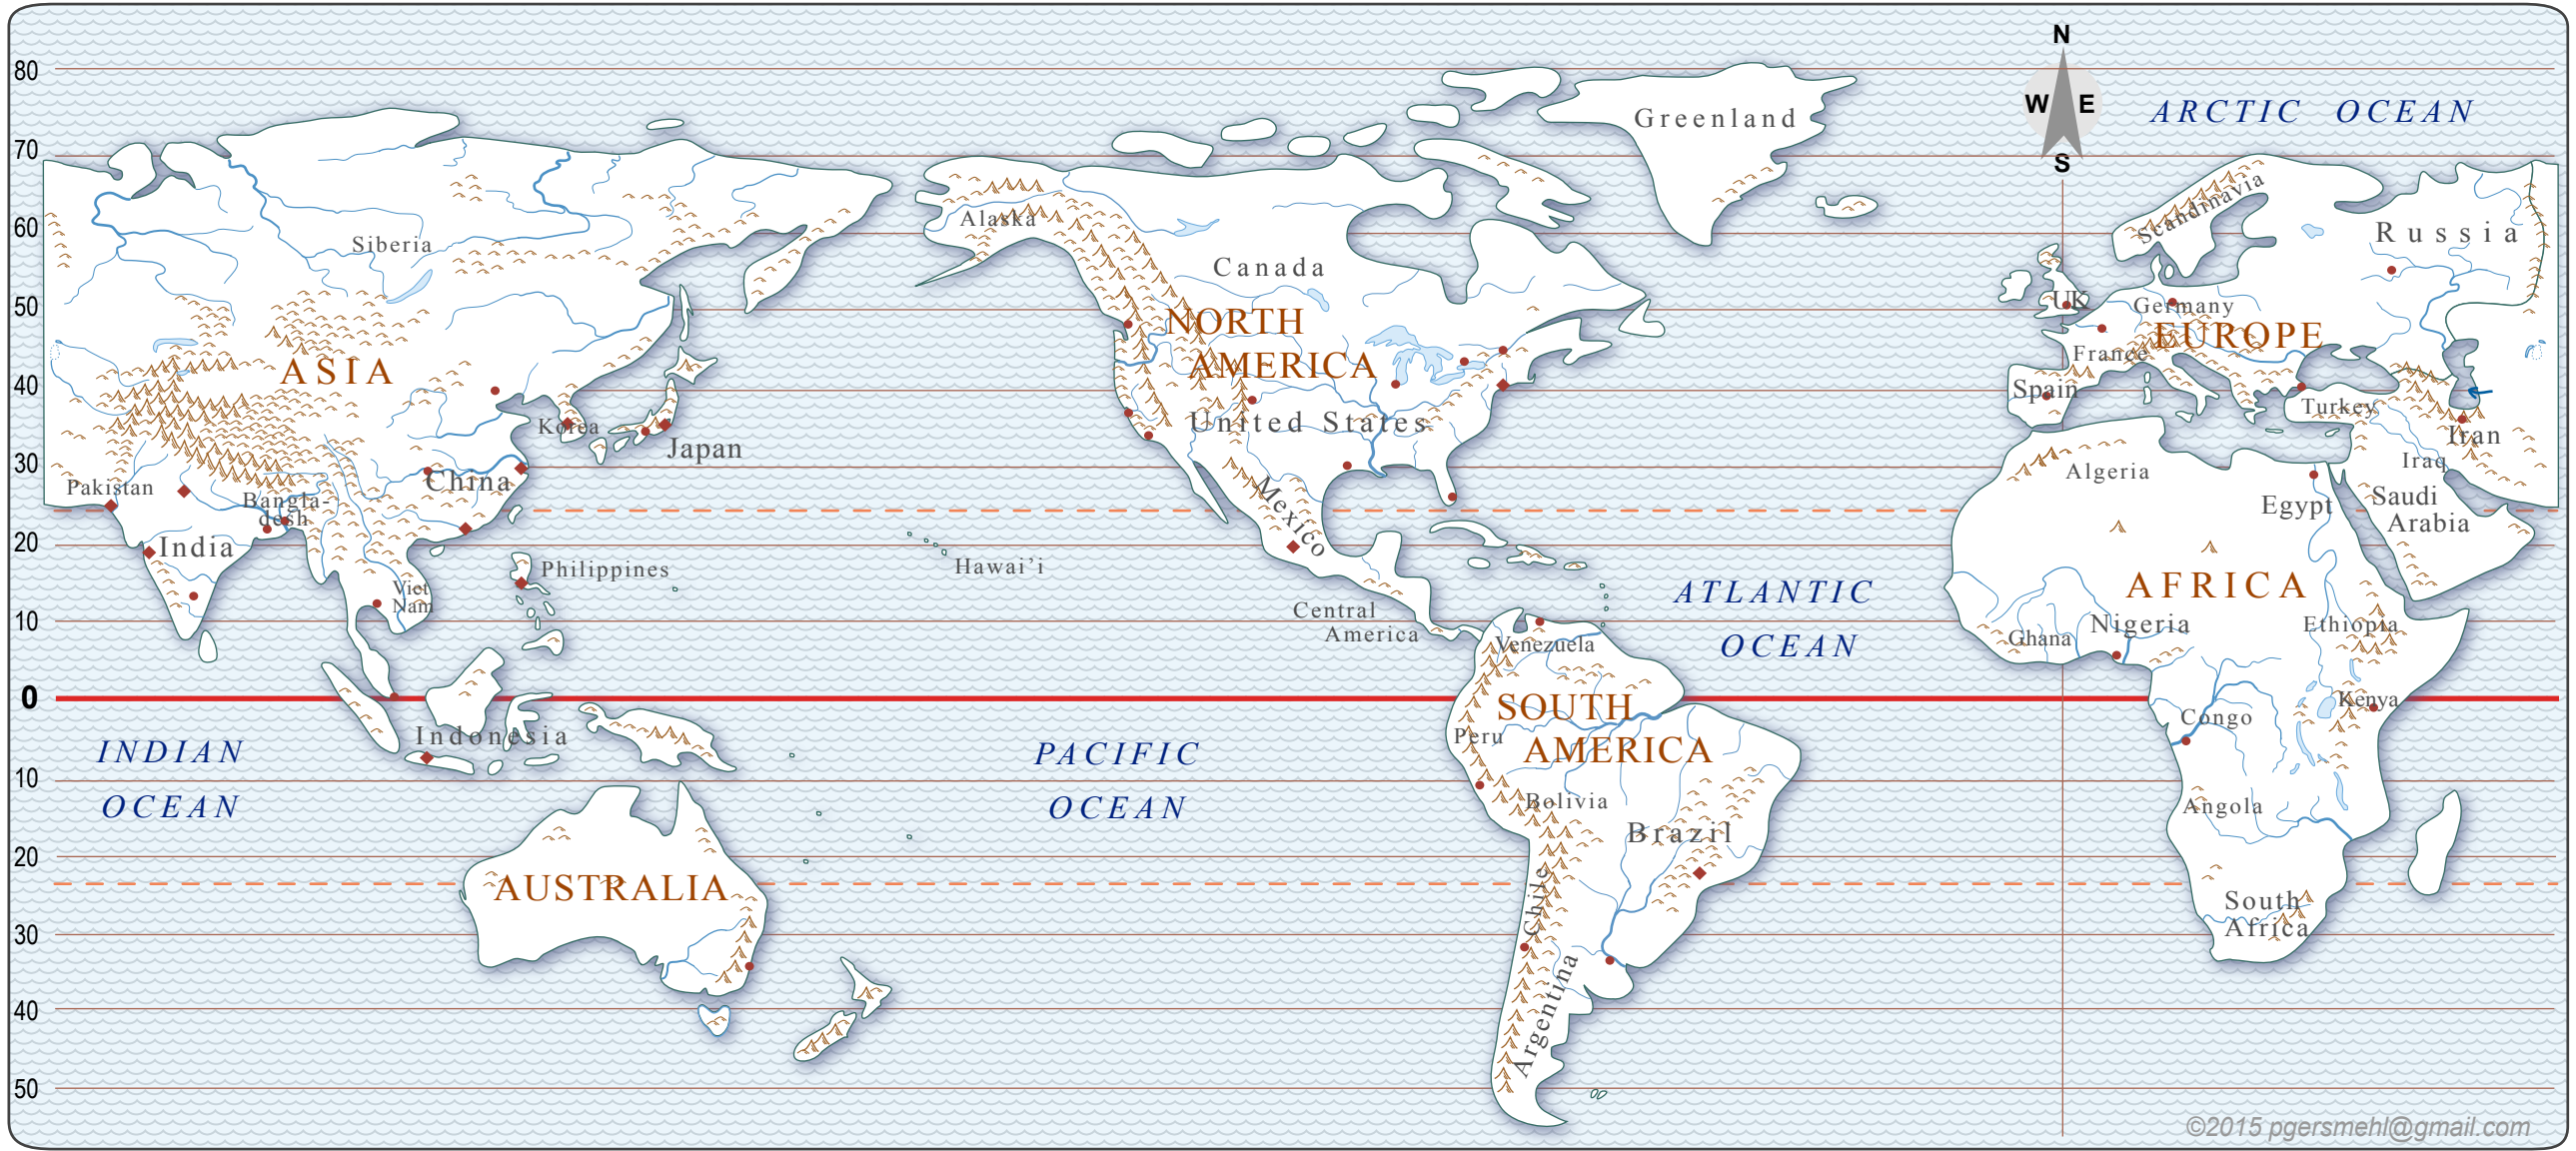 N
W E
S
80
70
60
50
40
30
20
10
0
10
20
30
40
50
ARCTIC OCEAN
Greenland
Siberia
Alaska
Canada
Scandinavia
Russia
UK
Germany
EUROPE
France
Spain
Turkey
Iran
Iraq
NORTH
AMERICA
United States
Mexico
ASIA
Korea
Japan
China
Pakistan
Bangla-
desh
India
Viet
Nam
Philippines
Hawai'i
Central
America
ATLANTIC
OCEAN
Algeria
Egypt
Saudi
Arabia
AFRICA
Ghana
Nigeria
Ethiopia
Kenya
Congo
Angola
South
Africa
Venezuela
SOUTH
AMERICA
Peru
Bolivia
Brazil
Chile
Argentina
Indonesia
INDIAN
OCEAN
PACIFIC
OCEAN
AUSTRALIA
©2015 pgersmehl@gmail.com